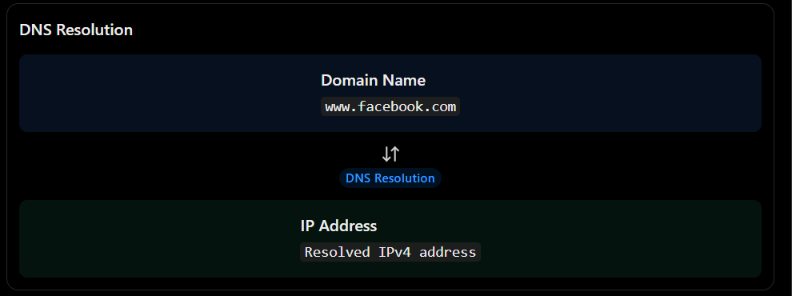 DNS Resolution
Domain Name
www.facebook.com
DNS Resolution
IP Address
Resolved IPv4 address